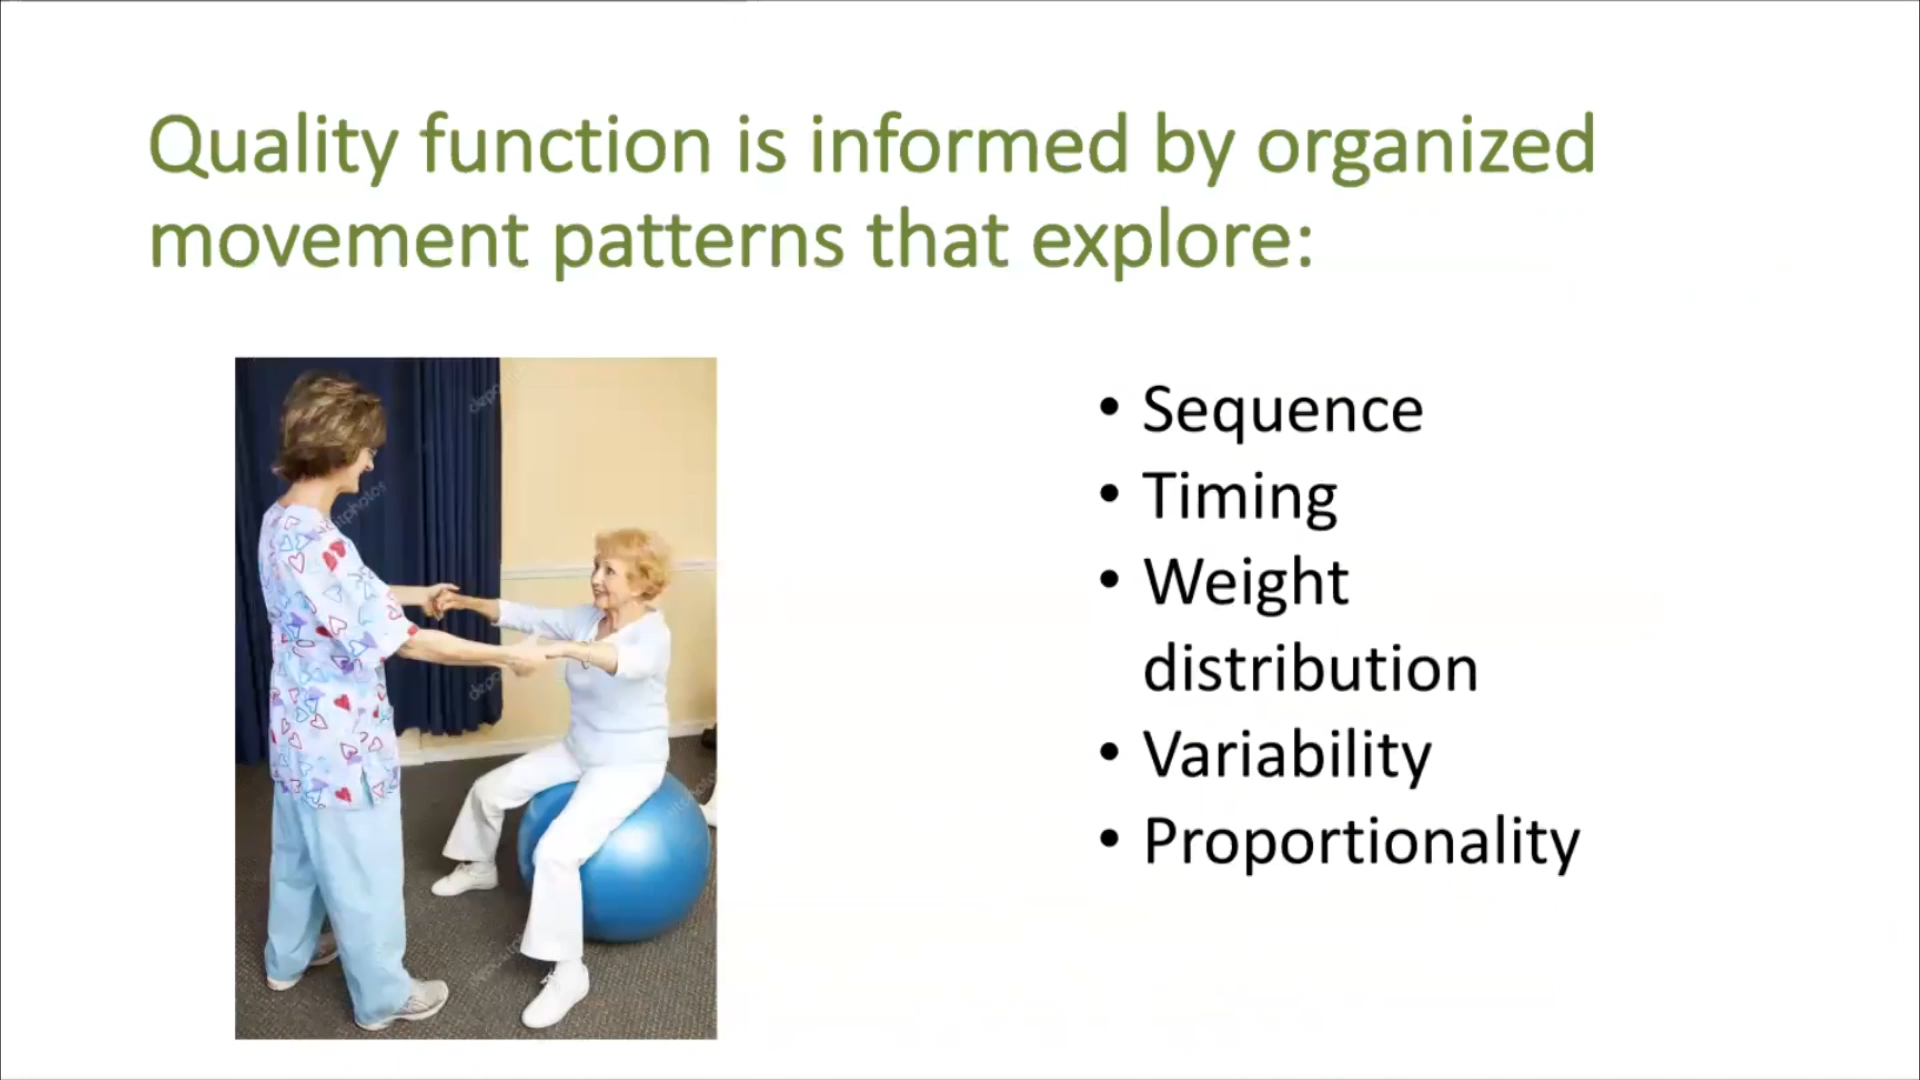 Quality function is informed by organized
movement patterns that explore:
• Sequence
• Timing
• Weight
distribution
• Variability
• Proportionality